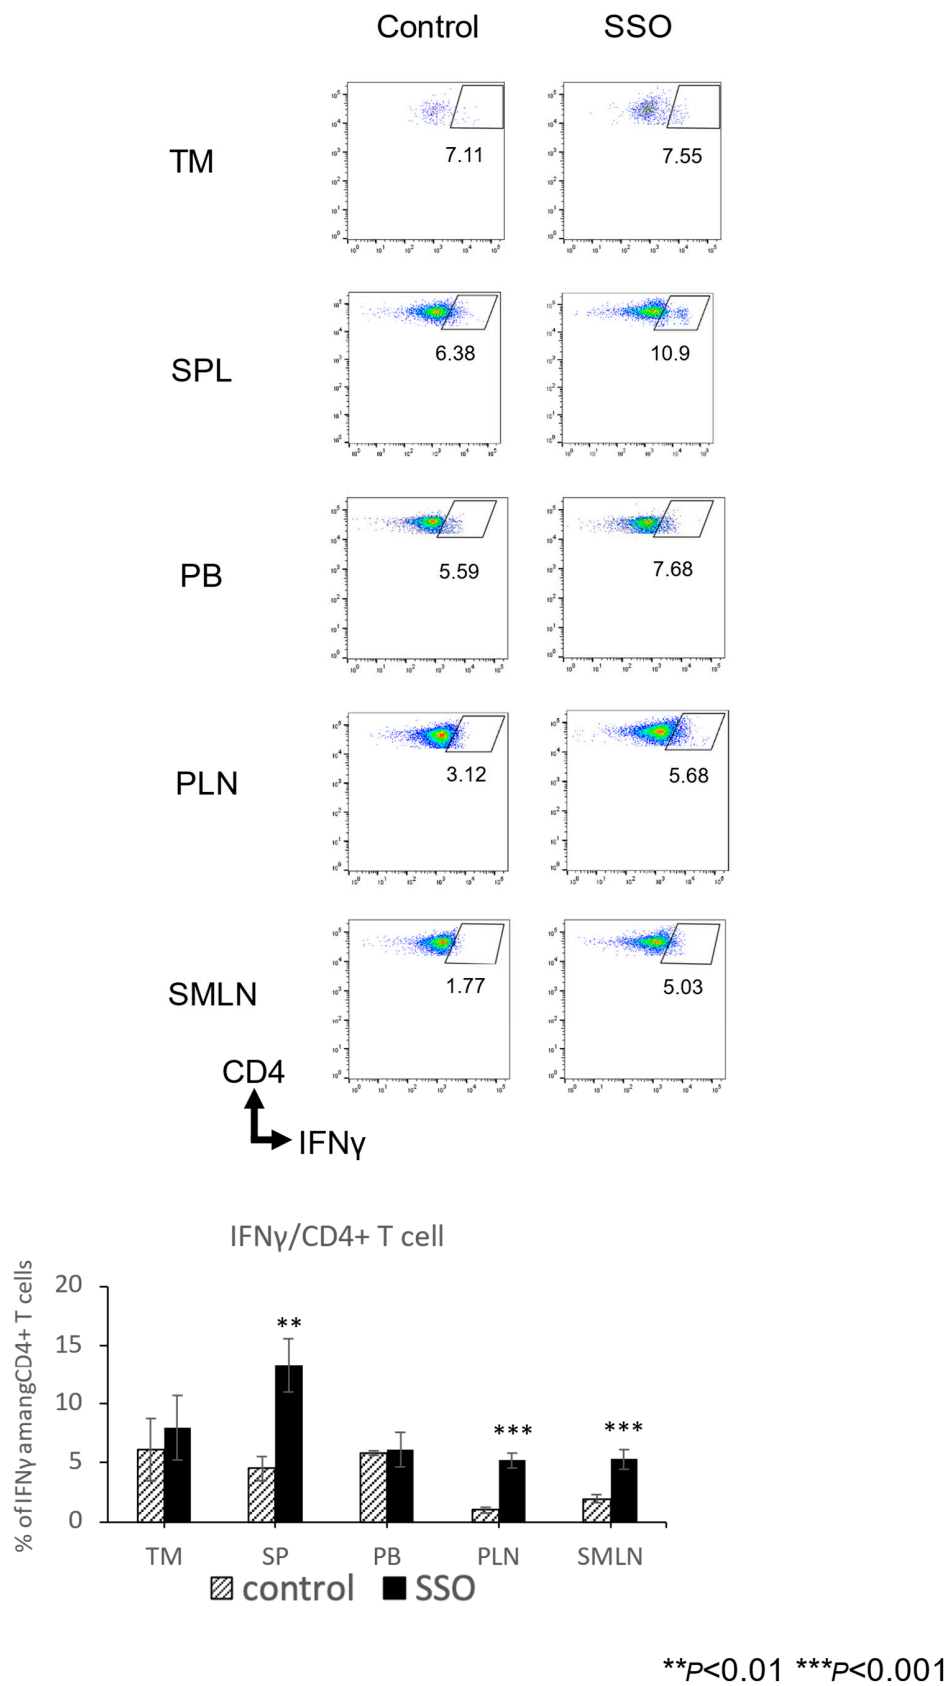 Control SSO
TM
7.11 7.55
SPL
6.38 10.9
PB
5.59 7.68
PLN
3.12 5.68
SMLN
1.77 5.03
CD4
IFNγ
IFNγ/CD4+ T cell
% of IFNγ amangCD4+ T cells
20
15
10
5
0
**
***
***
TM SP PB PLN SMLN
control SSO
**P<0.01 ***P<0.001